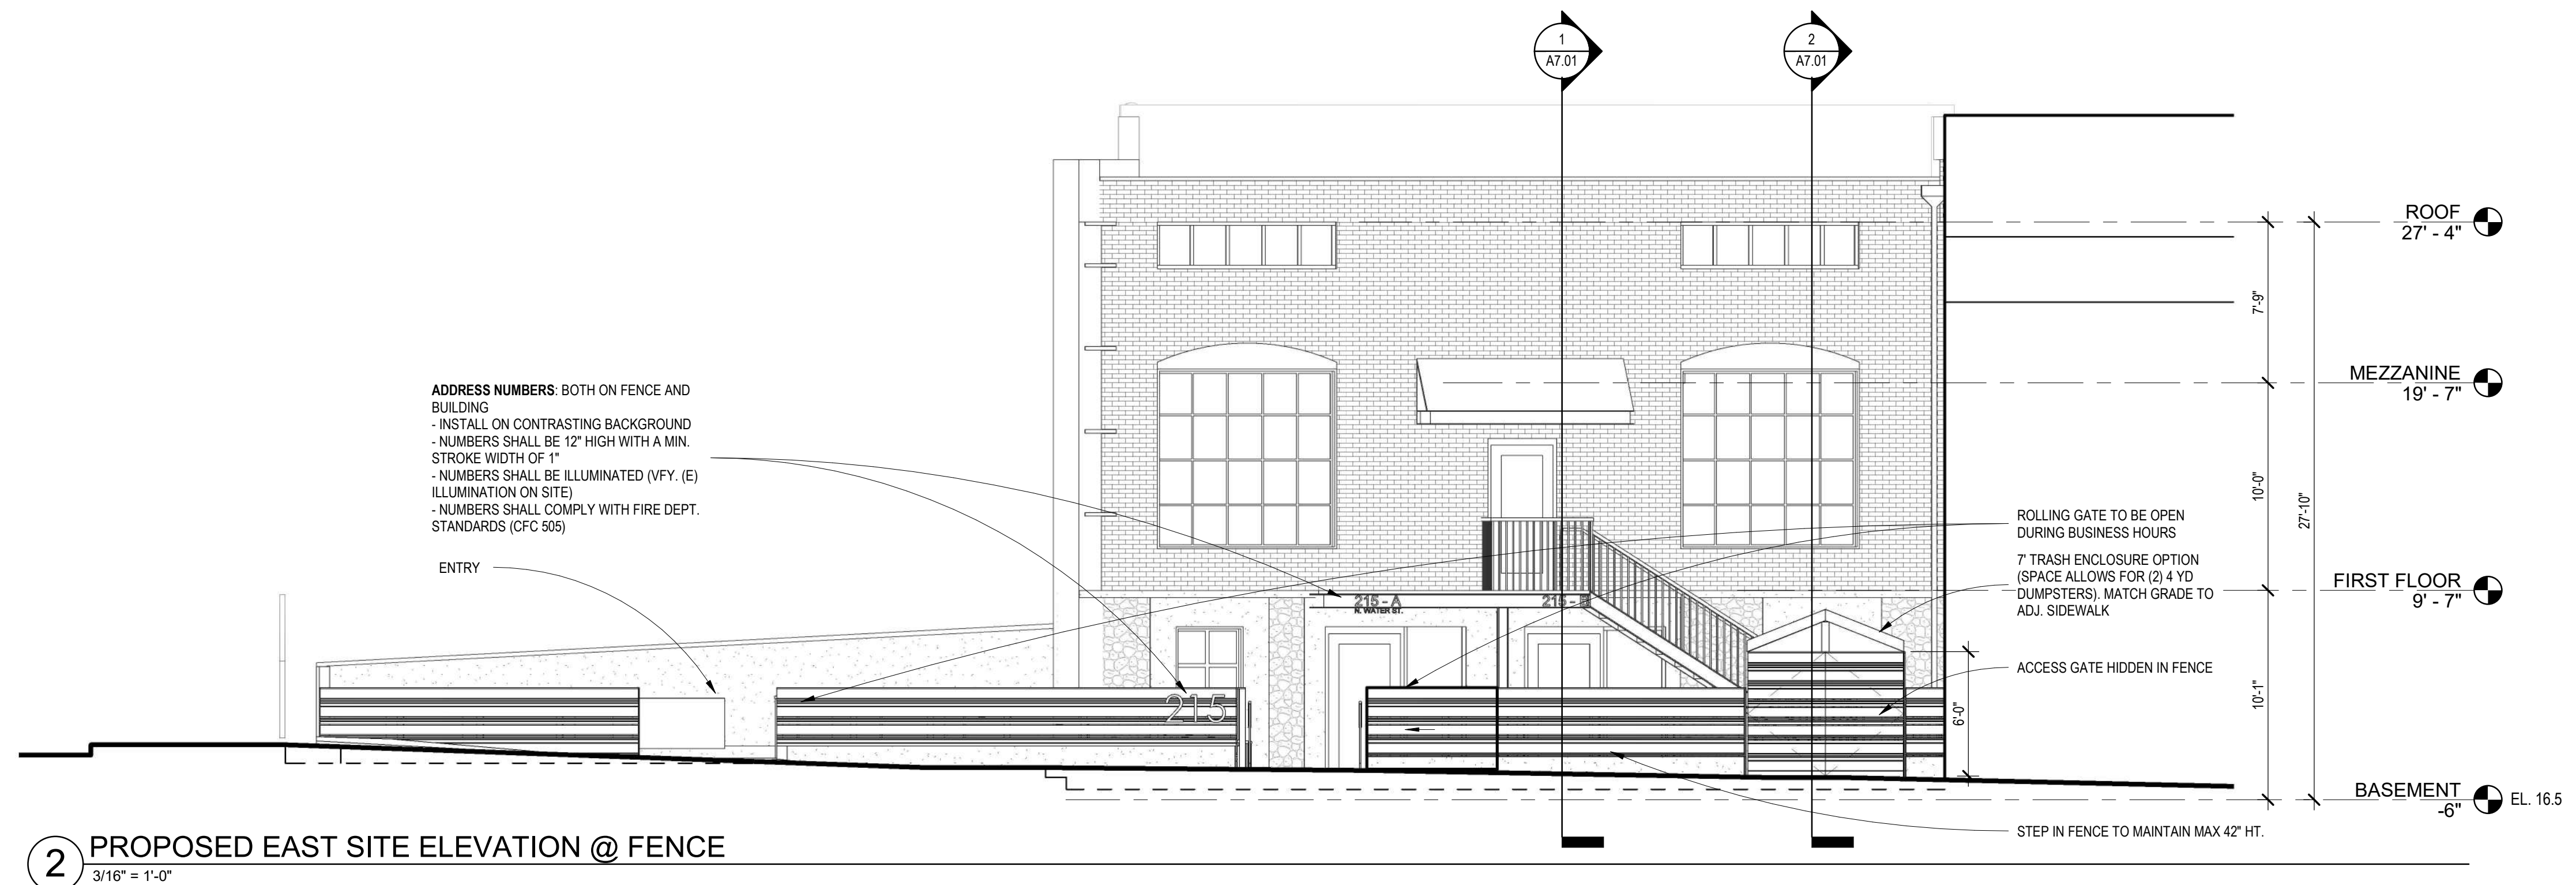 1
A7.01
2
A7.01
ROOF
27' - 4"
7'-9"
MEZZANINE
19' - 7"
ADDRESS NUMBERS: BOTH ON FENCE AND
BUILDING
- INSTALL ON CONTRASTING BACKGROUND
- NUMBERS SHALL BE 12" HIGH WITH A MIN.
STROKE WIDTH OF 1"
- NUMBERS SHALL BE ILLUMINATED (VFY. (E)
ILLUMINATION ON SITE)
- NUMBERS SHALL COMPLY WITH FIRE DEPT.
STANDARDS (CFC 505)
ENTRY
10'-0"
27'-10"
ROLLING GATE TO BE OPEN
DURING BUSINESS HOURS
7' TRASH ENCLOSURE OPTION
(SPACE ALLOWS FOR (2) 4 YD
DUMPSTERS). MATCH GRADE TO
ADJ. SIDEWALK
FIRST FLOOR
9' - 7"
215 - A
N. WATER ST.
215 - B
ACCESS GATE HIDDEN IN FENCE
215
6'-0"
10'-1"
BASEMENT
-6"
EL. 16.5
STEP IN FENCE TO MAINTAIN MAX 42" HT.
2
PROPOSED EAST SITE ELEVATION @ FENCE
3/16" = 1'-0"